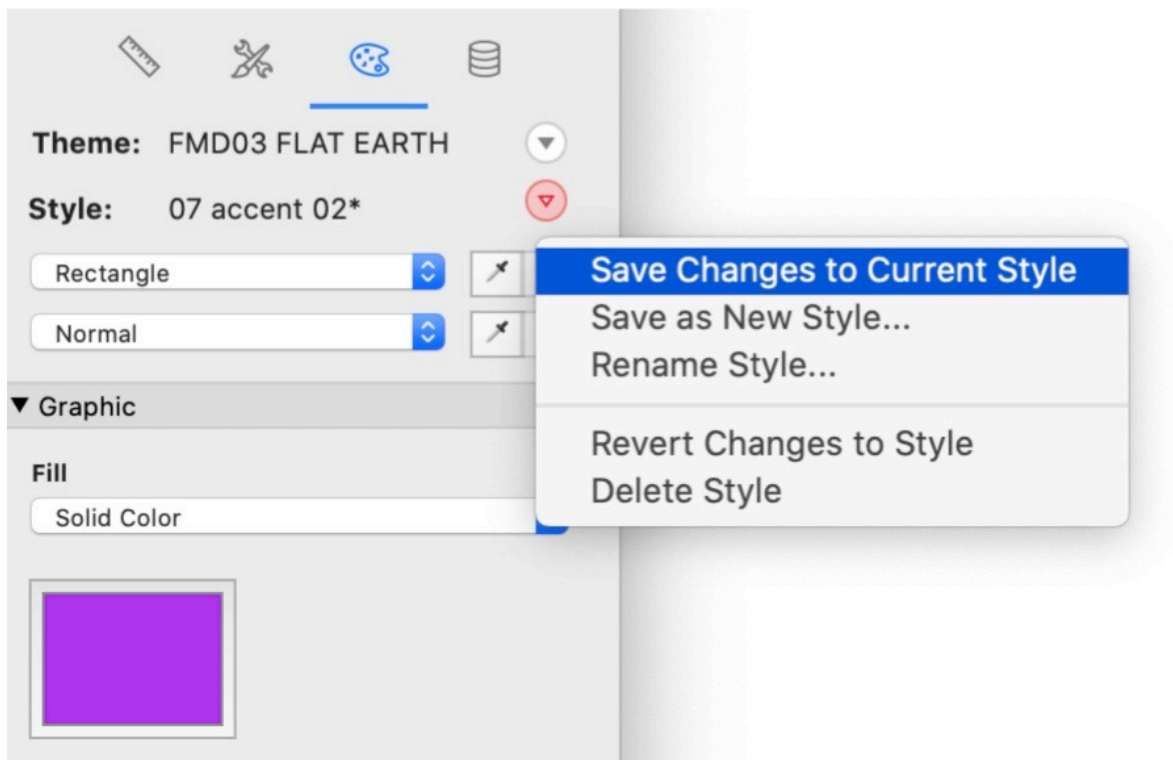 Theme: FMD03 FLAT EARTH
Style: 07 accent 02*
Rectangle
Normal
Save Changes to Current Style
Save as New Style...
Rename Style...
Revert Changes to Style
Delete Style
Graphic
Fill
Solid Color